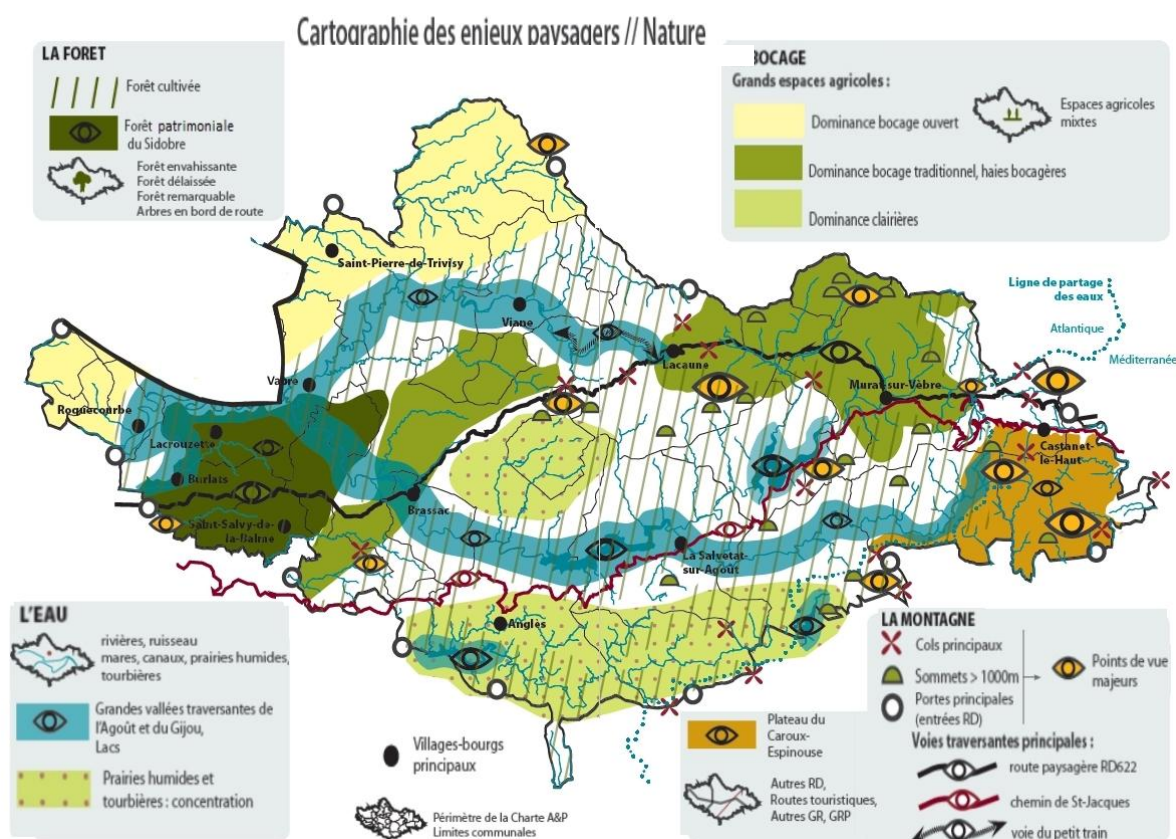 Cartographie des enjeux paysagers // Nature
LA FORET
Forêt cultivée
Forêt patrimoniale
du Sidobre
Forêt envahissante
Forêt délaissée
Forêt remarquable
Arbres en bord de route
BOCAGE
Grands espaces agricoles :
Dominance bocage ouvert
Espaces agricoles
mixtes
Dominance bocage traditionnel, haies bocagères
Dominance clairières
Saint-Pierre-de-Trivisy
Viane
Vabre
Roquecourbe
Lacrouzette
Burlats
Saint-Salvy-de-
la-Balme
Brassac
Lacaune
Murat-sur-Vèbre
Castanet-
le-Haut
La Salvetat-
sur-Agoût
Anglès
Ligne de partage
des eaux
Atlantique
Méditerranée
L'EAU
rivières, ruisseau
mares, canaux, prairies humides,
tourbières
Grandes vallées traversantes de
l'Agoût et du Gijou,
Lacs
Prairies humides et
tourbières : concentration
Villages-bourgs
principaux
Périmètre de la Charte A&P
Limites communales
Plateau du
Caroux-
Espinouse
Autres RD,
Routes touristiques,
Autres GR, GRP
LA MONTAGNE
Cols principaux
Sommets > 1000m
Portes principales
(entrées RD)
Points de vue
majeurs
Voies traversantes principales :
route paysagère RD622
chemin de St-Jacques
voie du petit train